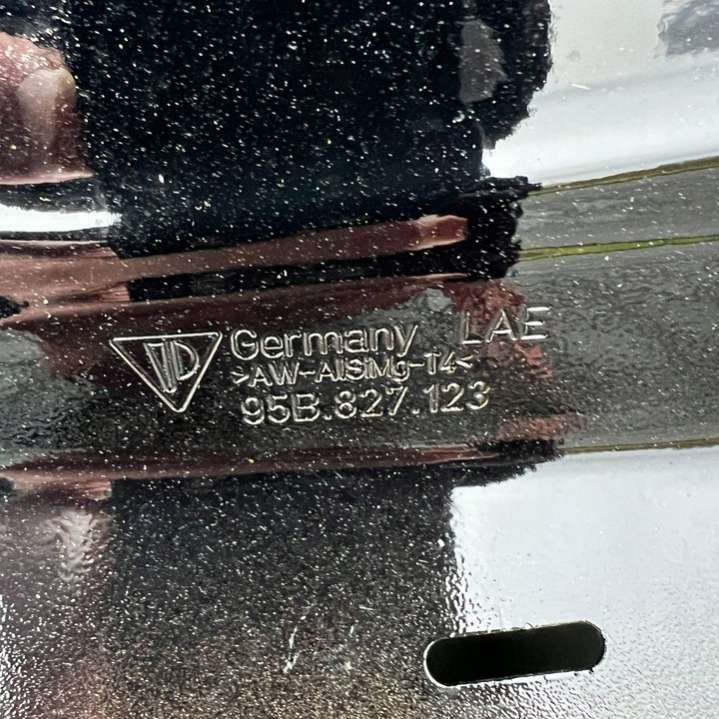 Germany LAE
>AW-AlSiMg-T4<
95B.827.123